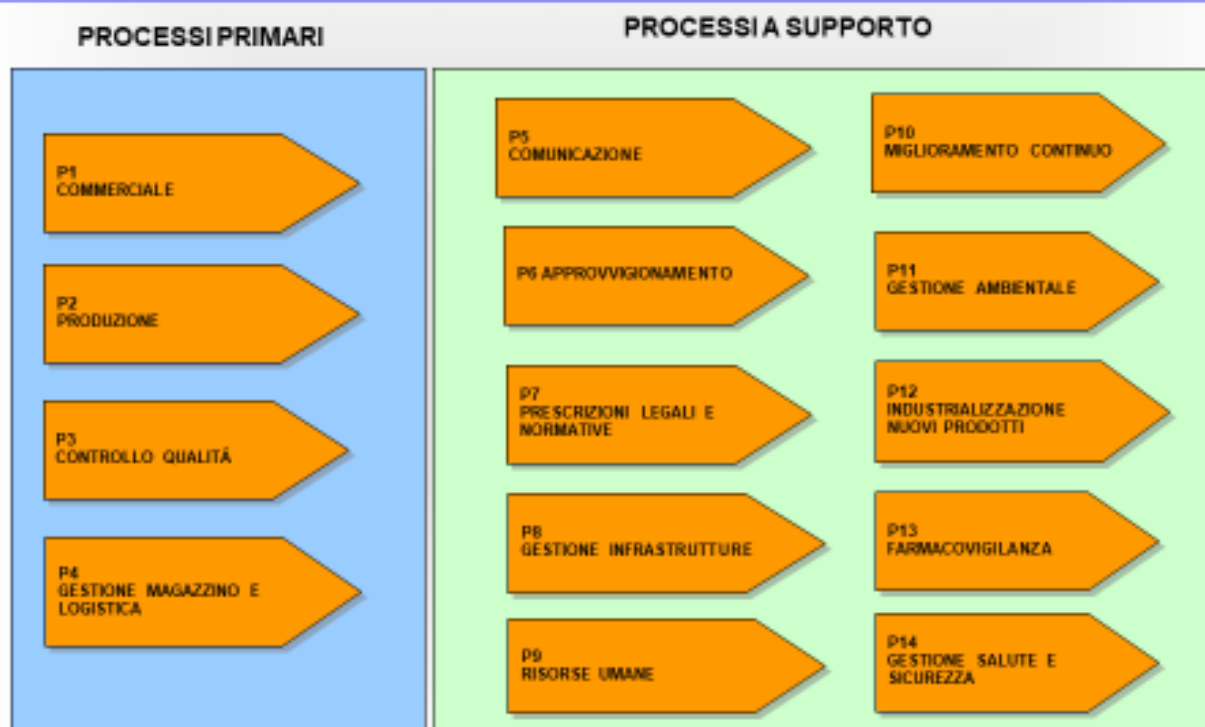 PROCESSI PRIMARI
PROCESSI A SUPPORTO
P1
COMMERCIALE
P2
PRODUZIONE
P3
CONTROLLO QUALITÀ
P4
GESTIONE MAGAZZINO E
LOGISTICA
P5
COMUNICAZIONE
P6 APPROVVIGIONAMENTO
P7
PRESCRIZIONI LEGALI E
NORMATIVE
P8
GESTIONE INFRASTRUTTURE
P9
RISORSE UMANE
P10
MIGLIORAMENTO CONTINUO
P11
GESTIONE AMBIENTALE
P12
INDUSTRIALIZZAZIONE
NUOVI PRODOTTI
P13
FARMACOVIGILANZA
P14
GESTIONE SALUTE E
SICUREZZA